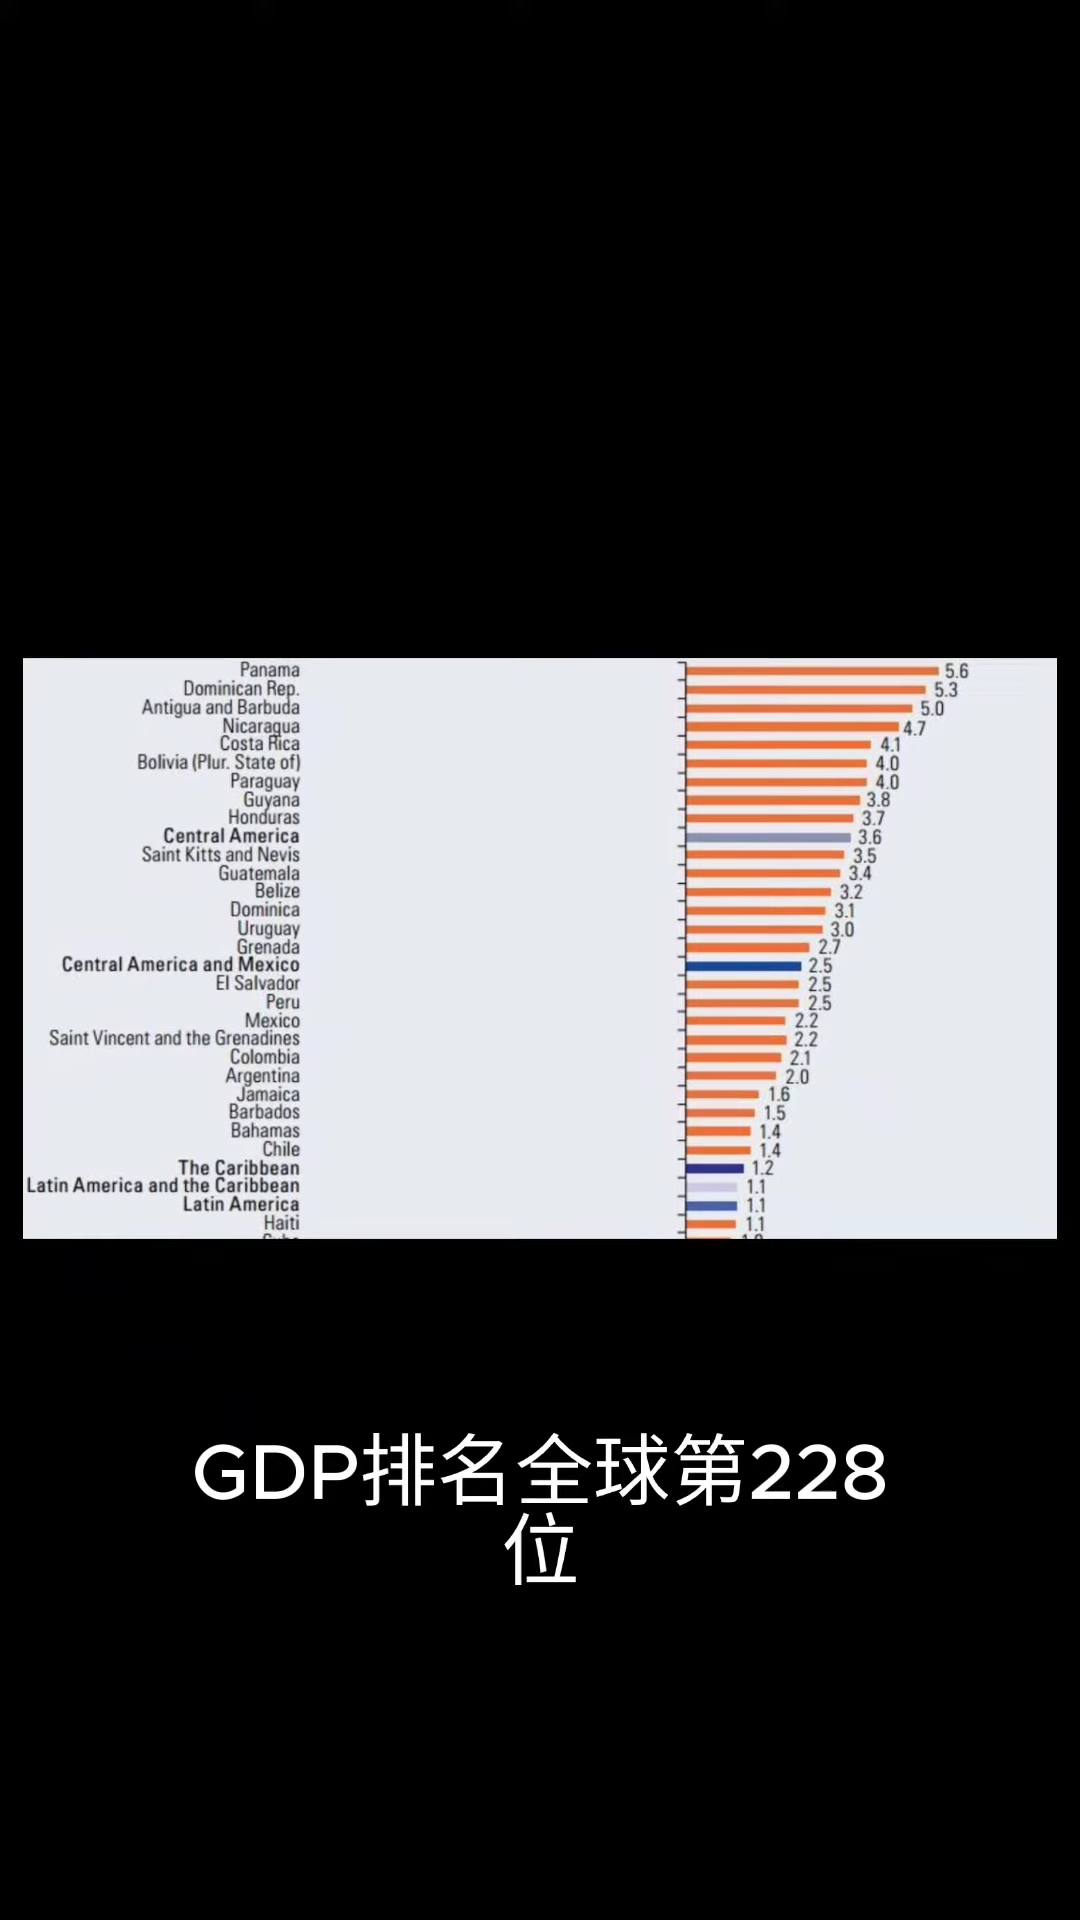 Panama 5.6
Dominican Rep. 5.3
Antigua and Barbuda 5.0
Nicaragua 4.7
Costa Rica 4.1
Bolivia (Plur. State of) 4.0
Paraguay 4.0
Guyana 3.8
Honduras 3.7
Central America 3.6
Saint Kitts and Nevis 3.5
Guatemala 3.4
Belize 3.2
Dominica 3.1
Uruguay 3.0
Grenada 2.7
Central America and Mexico 2.5
El Salvador 2.5
Peru 2.5
Mexico 2.2
Saint Vincent and the Grenadines 2.2
Colombia 2.1
Argentina 2.0
Jamaica 1.6
Barbados 1.5
Bahamas 1.4
Chile 1.4
The Caribbean 1.2
Latin America and the Caribbean 1.1
Latin America 1.1
Haiti 1.1
GDP排名全球第228
位